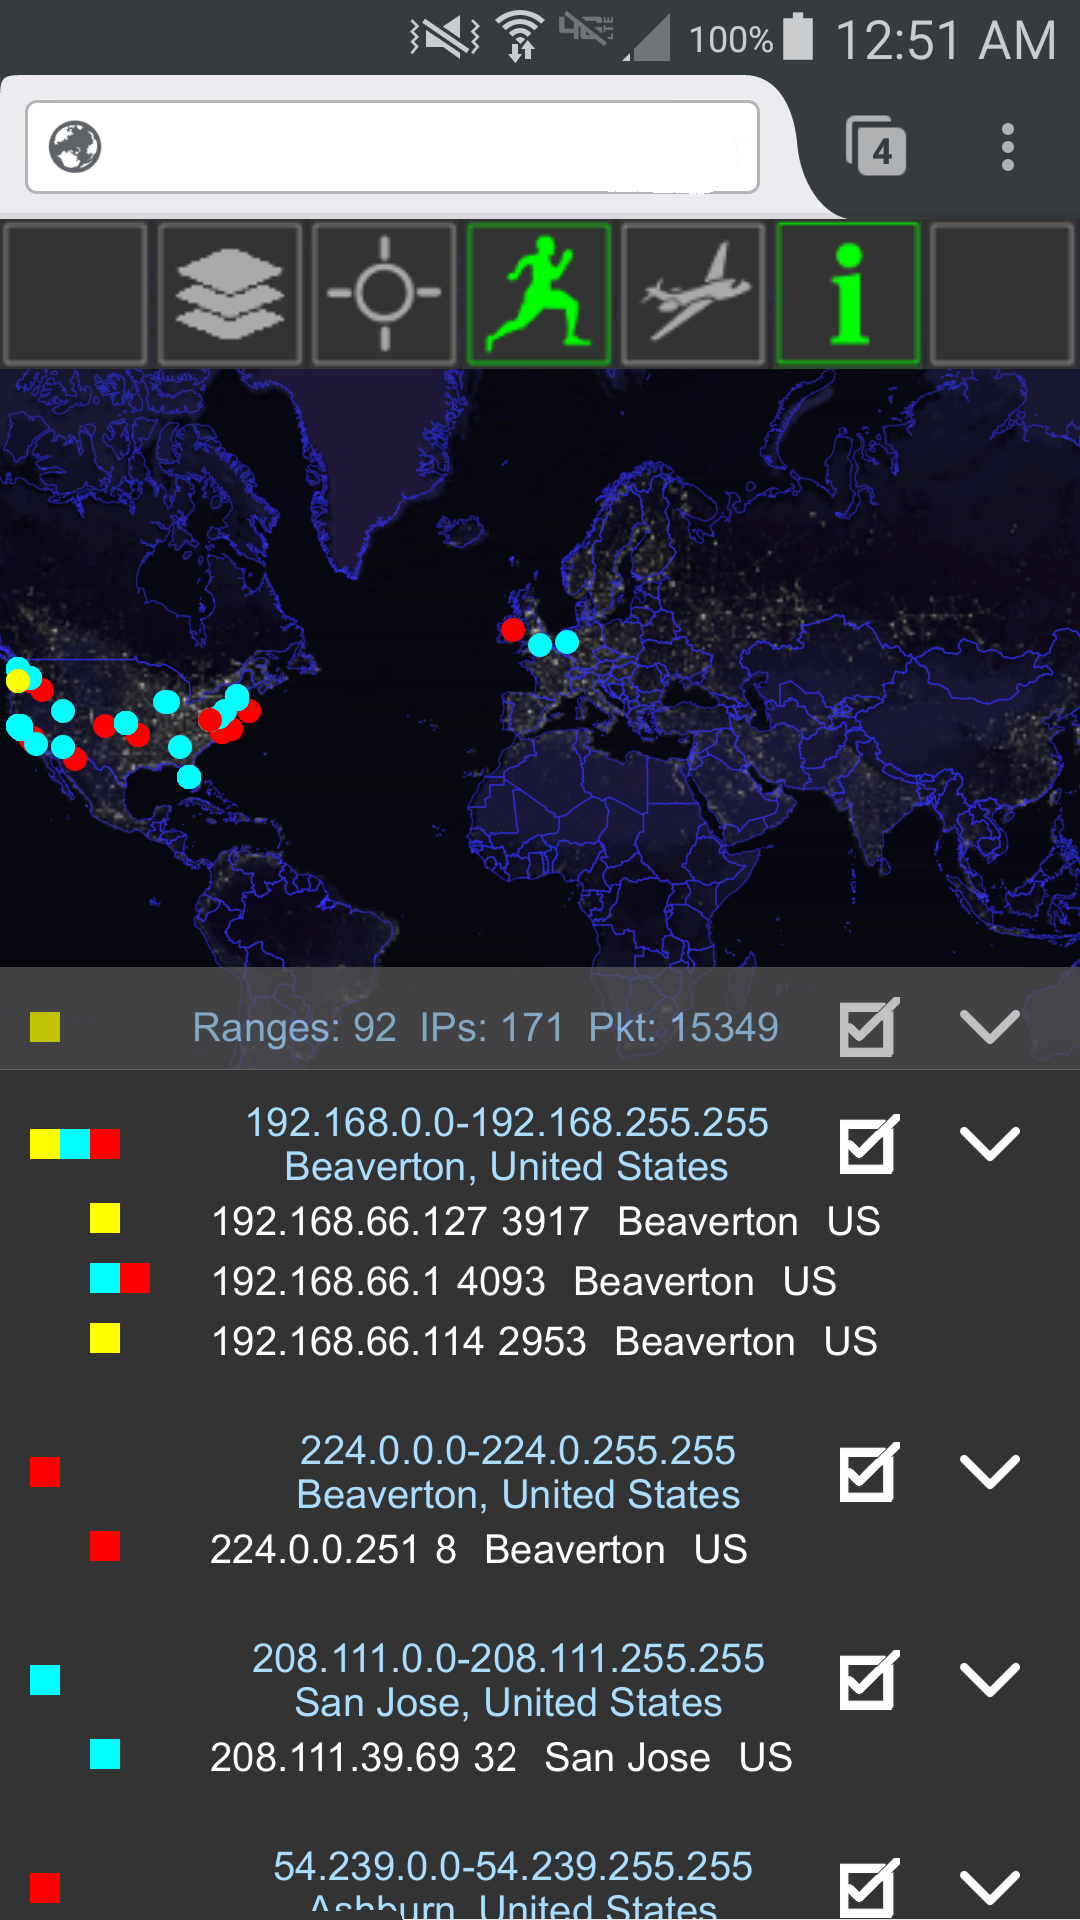 4G LTE 100% 12:51 AM
4
Ranges: 92 IPs: 171 Pkt: 15349
192.168.0.0-192.168.255.255
Beaverton, United States
192.168.66.127 3917 Beaverton US
192.168.66.1 4093 Beaverton US
192.168.66.114 2953 Beaverton US
224.0.0.0-224.0.255.255
Beaverton, United States
224.0.0.251 8 Beaverton US
208.111.0.0-208.111.255.255
San Jose, United States
208.111.39.69 32 San Jose US
54.239.0.0-54.239.255.255
Ashburn, United States